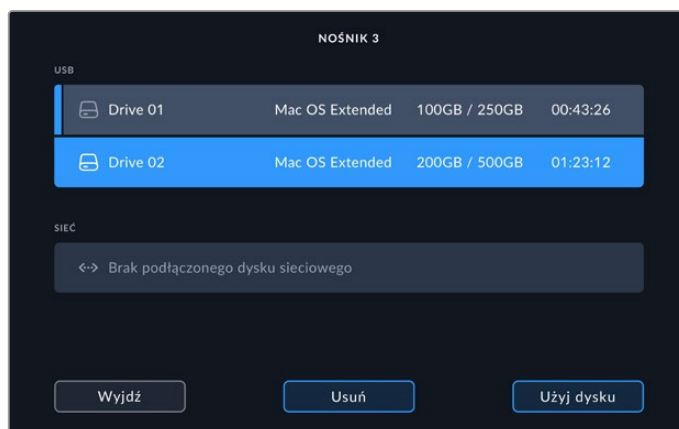 NOŚNIK 3
USB
Drive 01 Mac OS Extended 100GB / 250GB 00:43:26
Drive 02 Mac OS Extended 200GB / 500GB 01:23:12
SIEĆ
Brak podłączonego dysku sieciowego
Wyjdź Usuń Użyj dysku